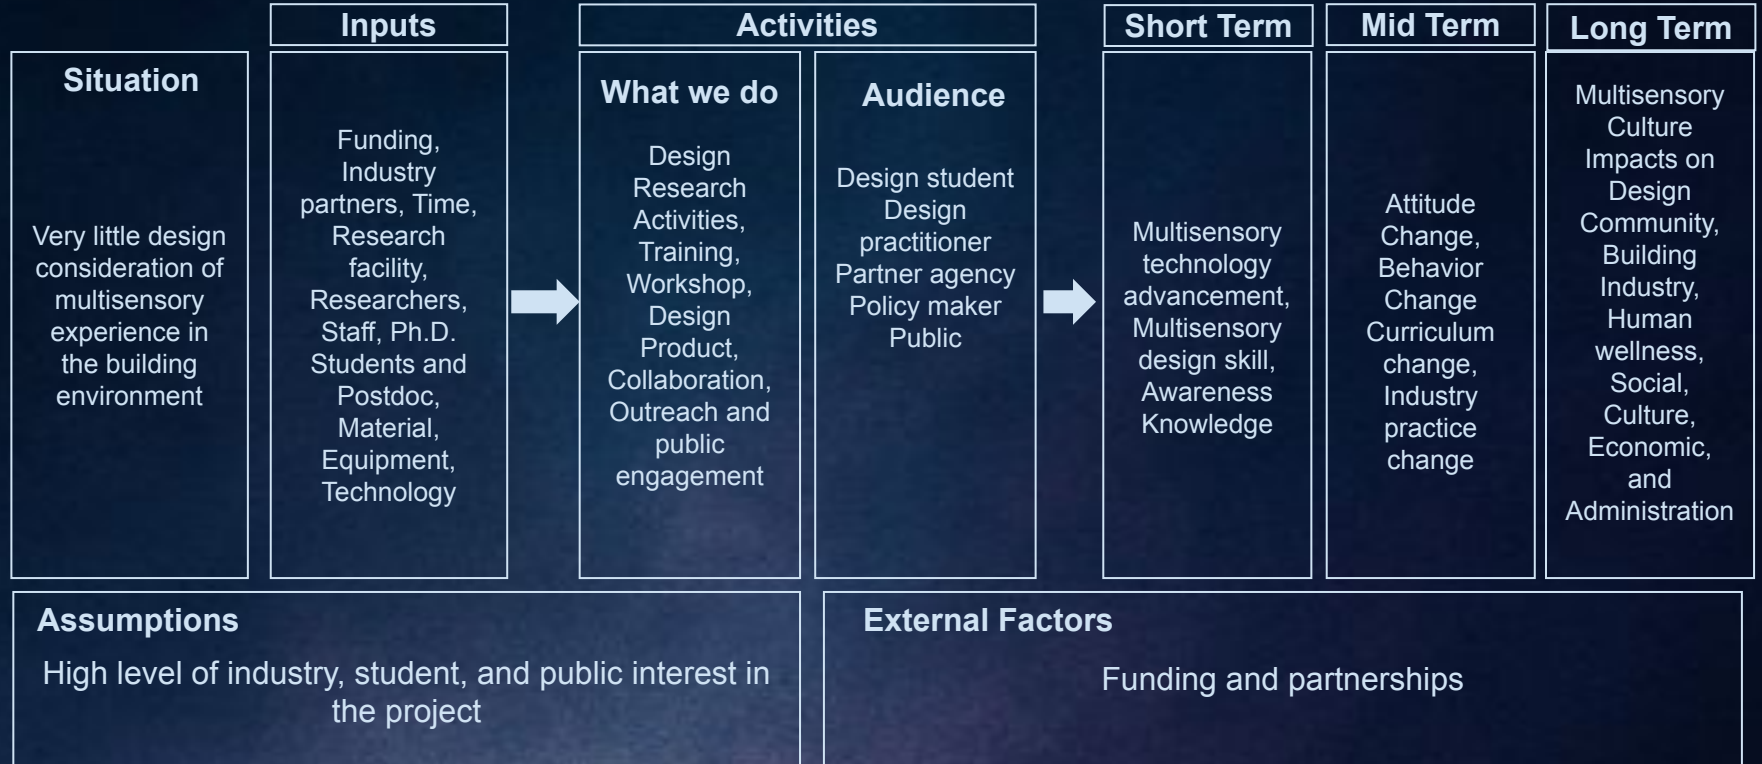 Inputs
Activities
Short Term
Mid Term
Long Term
Situation
Very little design
consideration of
multisensory
experience in
the building
environment
Funding,
Industry
partners, Time,
Research
facility,
Researchers,
Staff, Ph.D.
Students and
Postdoc,
Material,
Equipment,
Technology
What we do
Design
Research
Activities,
Training,
Workshop,
Design
Product,
Collaboration,
Outreach and
public
engagement
Audience
Design student
Design
practitioner
Partner agency
Policy maker
Public
Multisensory
technology
advancement,
Multisensory
design skill,
Awareness
Knowledge
Attitude
Change,
Behavior
Change
Curriculum
change,
Industry
practice
change
Multisensory
Culture
Impacts on
Design
Community,
Building
Industry,
Human
wellness,
Social,
Culture,
Economic,
and
Administration
Assumptions
High level of industry, student, and public interest in
the project
External Factors
Funding and partnerships